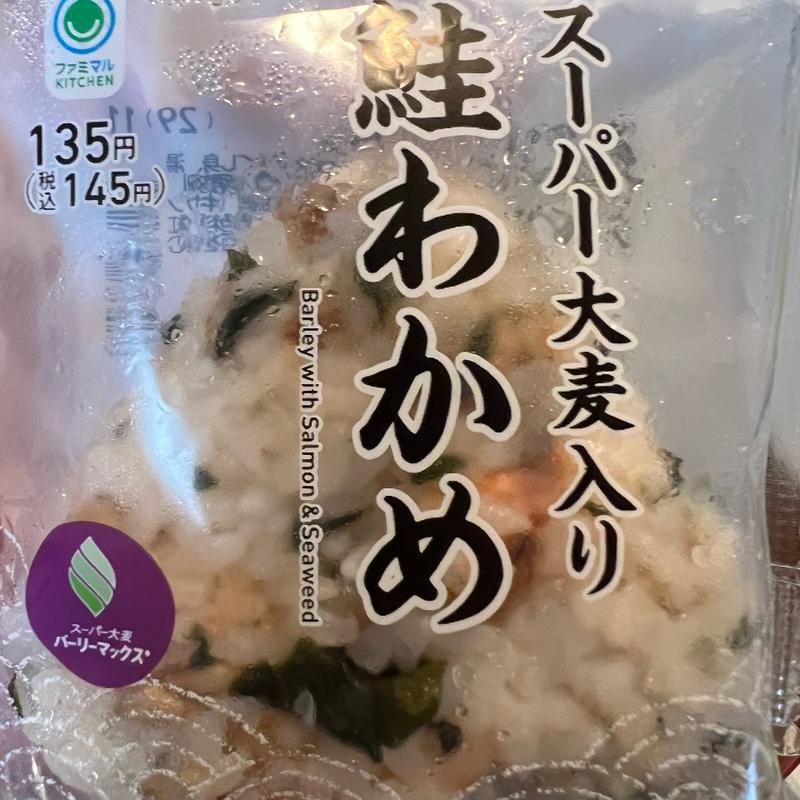 ファミマル
KITCHEN
135円
(税込145円)
スーパー大麦入り
鮭わかめ
Barley with Salmon & Seaweed
スーパー大麦
バーリーマックス®